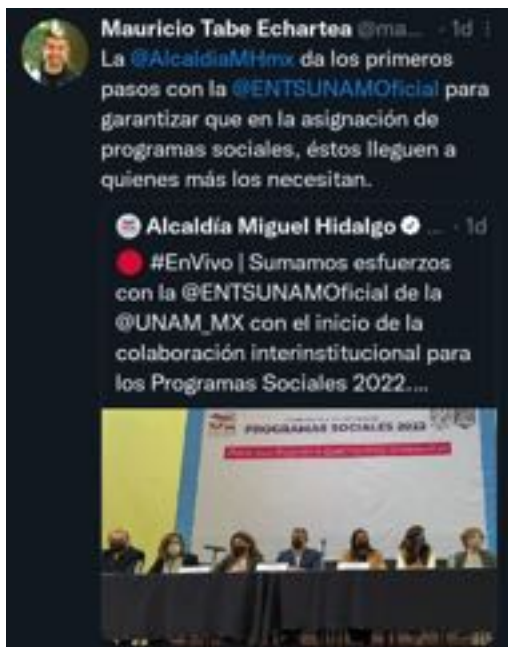 Mauricio Tabe Echartea @ma... · 1d
La @AlcaldiaMHmx da los primeros
pasos con la @ENTSUNAMOficial para
garantizar que en la asignación de
programas sociales, éstos lleguen a
quienes más los necesitan.
Alcaldía Miguel Hidalgo ... · 1d
#EnVivo | Sumamos esfuerzos
con la @ENTSUNAMOficial de la
@UNAM_MX con el inicio de la
colaboración interinstitucional para
los Programas Sociales 2022....
PROGRAMAS SOCIALES 2022